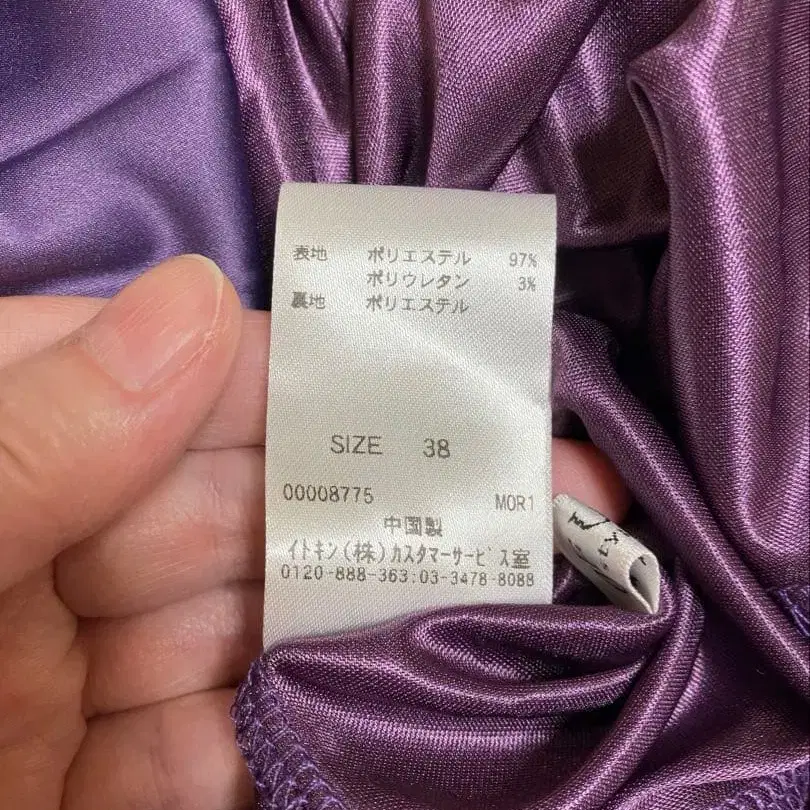 表地 ポリエステル 97%
ポリウレタン 3%
裏地 ポリエステル
SIZE 38
00008775 MOR1
中国製
イトキン(株)カスタマーサービス室
0120-888-363:03-3478-8088